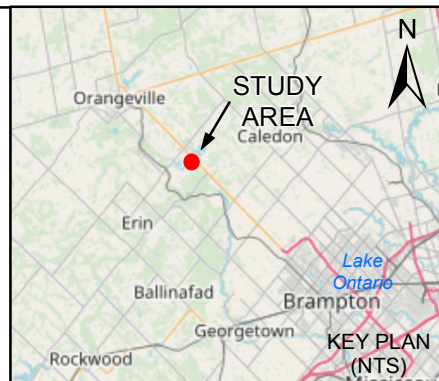 N
Orangeville
STUDY
AREA
Caledon
Erin
Lake
Ontario
Ballinafad
Brampton
Georgetown
KEY PLAN
(NTS)
Rockwood